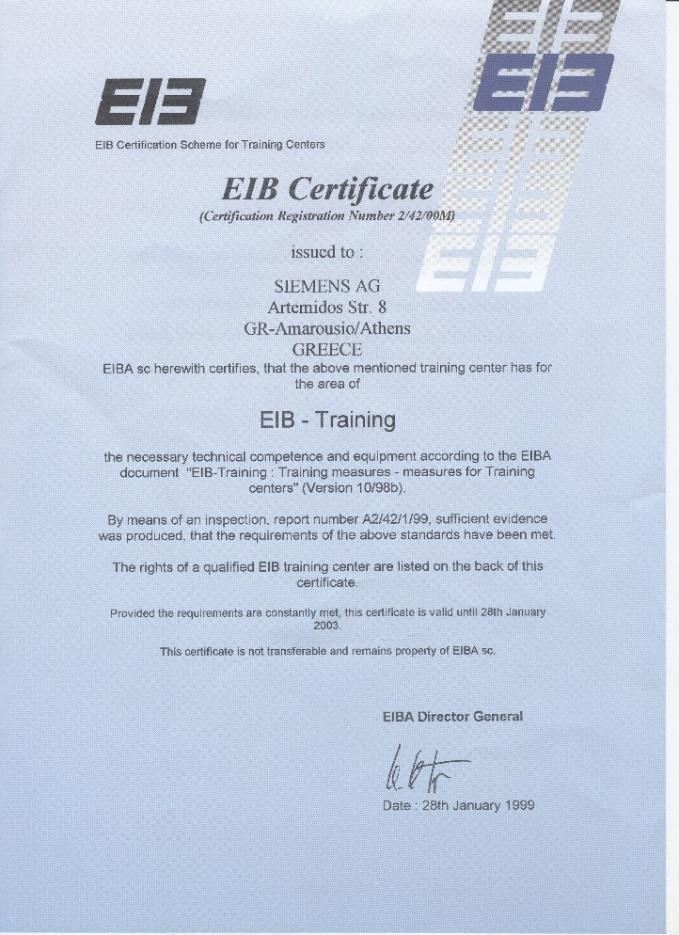 EIB
EIB
EIB Certification Scheme for Training Centers
EIB Certificate
(Certification Registration Number 2/42/00M)
issued to :
SIEMENS AG
Artemidos Str. 8
GR-Amarousio/Athens
GREECE
EIBA sc herewith certifies, that the above mentioned training center has for
the area of
EIB - Training
the necessary technical competence and equipment according to the EIBA
document "EIB-Training : Training measures - measures for Training
centers" (Version 10/98b).
By means of an inspection, report number A2/42/1/99, sufficient evidence
was produced, that the requirements of the above standards have been met.
The rights of a qualified EIB training center are listed on the back of this
certificate.
Provided the requirements are constantly met, this certificate is valid until 28th January
2003.
This certificate is not transferable and remains property of EIBA sc.
EIBA Director General
Date : 28th January 1999